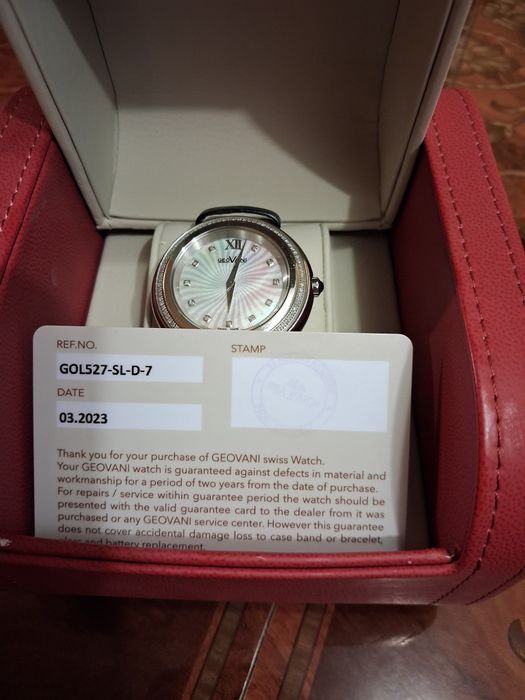 XII
GEOVANI
REF.NO.
STAMP
GOL527-SL-D-7
DATE
03.2023
Thank you for your purchase of GEOVANI swiss Watch.
Your GEOVANI watch is guaranteed against defects in material and
workmanship for a period of two years from the date of purchase.
For repairs / service witihin guarantee period the watch should be
presented with the valid guarantee card to the dealer from it was
purchased or any GEOVANI service center. However this guarantee
does not cover accidental damage loss to case band or bracelet,
and battery replacement.